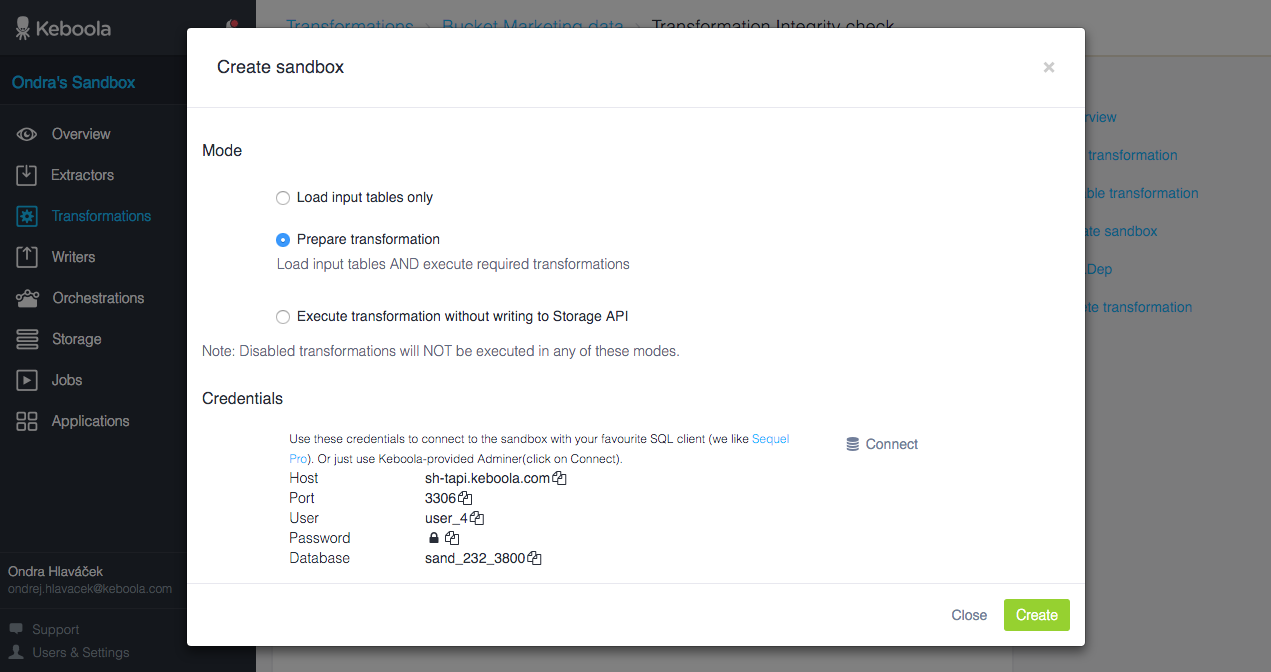 Keboola
Transformations > Bucket Marketing data > Transformation Integrity check
Ondra's Sandbox
Overview
Extractors
Transformations
Writers
Orchestrations
Storage
Jobs
Applications
Ondra Hlaváček
ondrej.hlavacek@keboola.com
Support
Users & Settings
Create sandbox
×
Mode
Load input tables only
Prepare transformation
Load input tables AND execute required transformations
Execute transformation without writing to Storage API
Note: Disabled transformations will NOT be executed in any of these modes.
Credentials
Use these credentials to connect to the sandbox with your favourite SQL client (we like Sequel
Pro). Or just use Keboola-provided Adminer(click on Connect).
Connect
Host sh-tapi.keboola.com
Port 3306
User user_4
Password
Database sand_232_3800
Close Create
rview
transformation
ble transformation
ate sandbox
Dep
te transformation